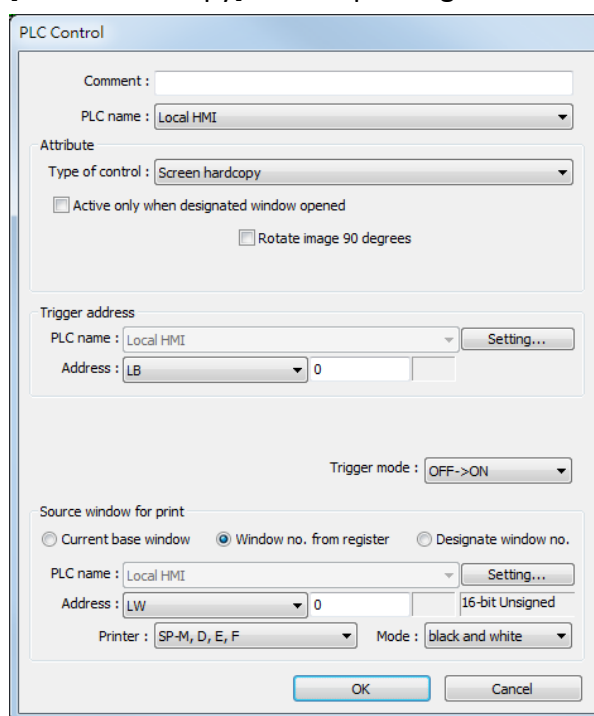 PLC Control
Comment :
PLC name : Local HMI
Attribute
Type of control : Screen hardcopy
Active only when designated window opened
Rotate image 90 degrees
Trigger address
PLC name : Local HMI Setting...
Address : LB 0
Trigger mode : OFF->ON
Source window for print
Current base window Window no. from register Designate window no.
PLC name : Local HMI Setting...
Address : LW 0 16-bit Unsigned
Printer : SP-M, D, E, F Mode : black and white
OK Cancel